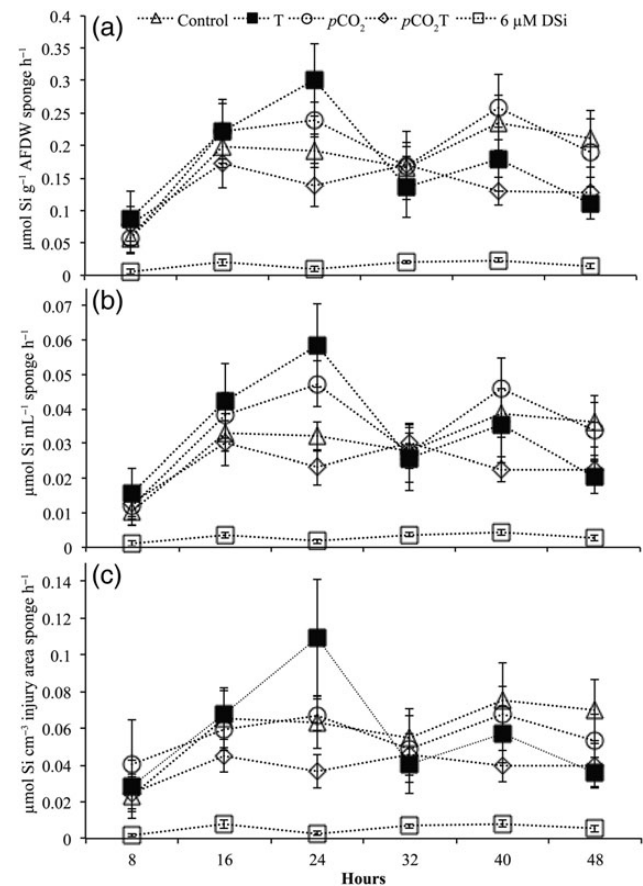 (a)
Control T pCO₂ pCO₂T 6 µM DSi
µmol Si g⁻¹ AFDW sponge h⁻¹
0.4
0.35
0.3
0.25
0.2
0.15
0.1
0.05
0
(b)
µmol Si mL⁻¹ sponge h⁻¹
0.07
0.06
0.05
0.04
0.03
0.02
0.01
0
(c)
µmol Si cm⁻³ injury area sponge h⁻¹
0.14
0.12
0.1
0.08
0.06
0.04
0.02
0
8 16 24 32 40 48
Hours